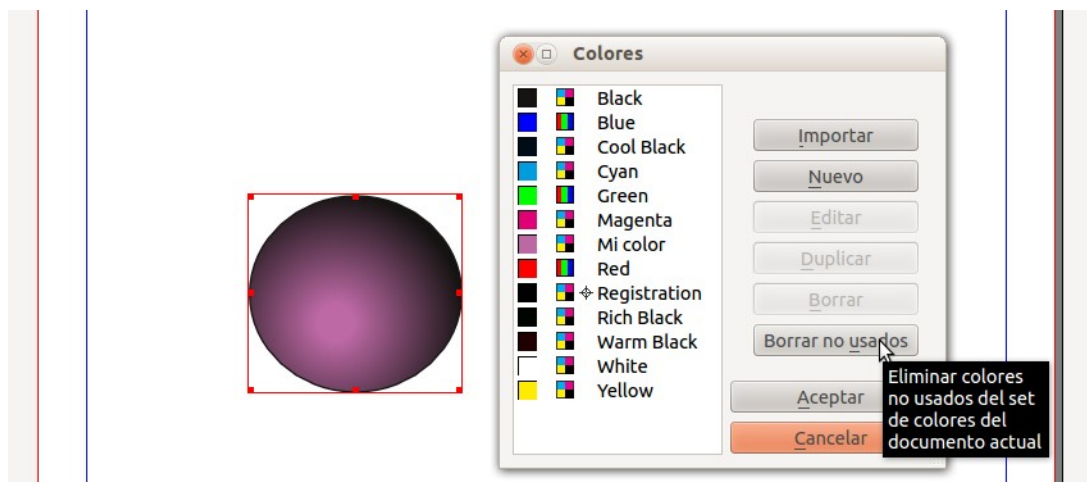 Colores
Black
Blue
Cool Black
Cyan
Green
Magenta
Mi color
Red
Registration
Rich Black
Warm Black
White
Yellow
Importar
Nuevo
Editar
Duplicar
Borrar
Borrar no usados
Aceptar
Cancelar
Eliminar colores
no usados del set
de colores del
documento actual